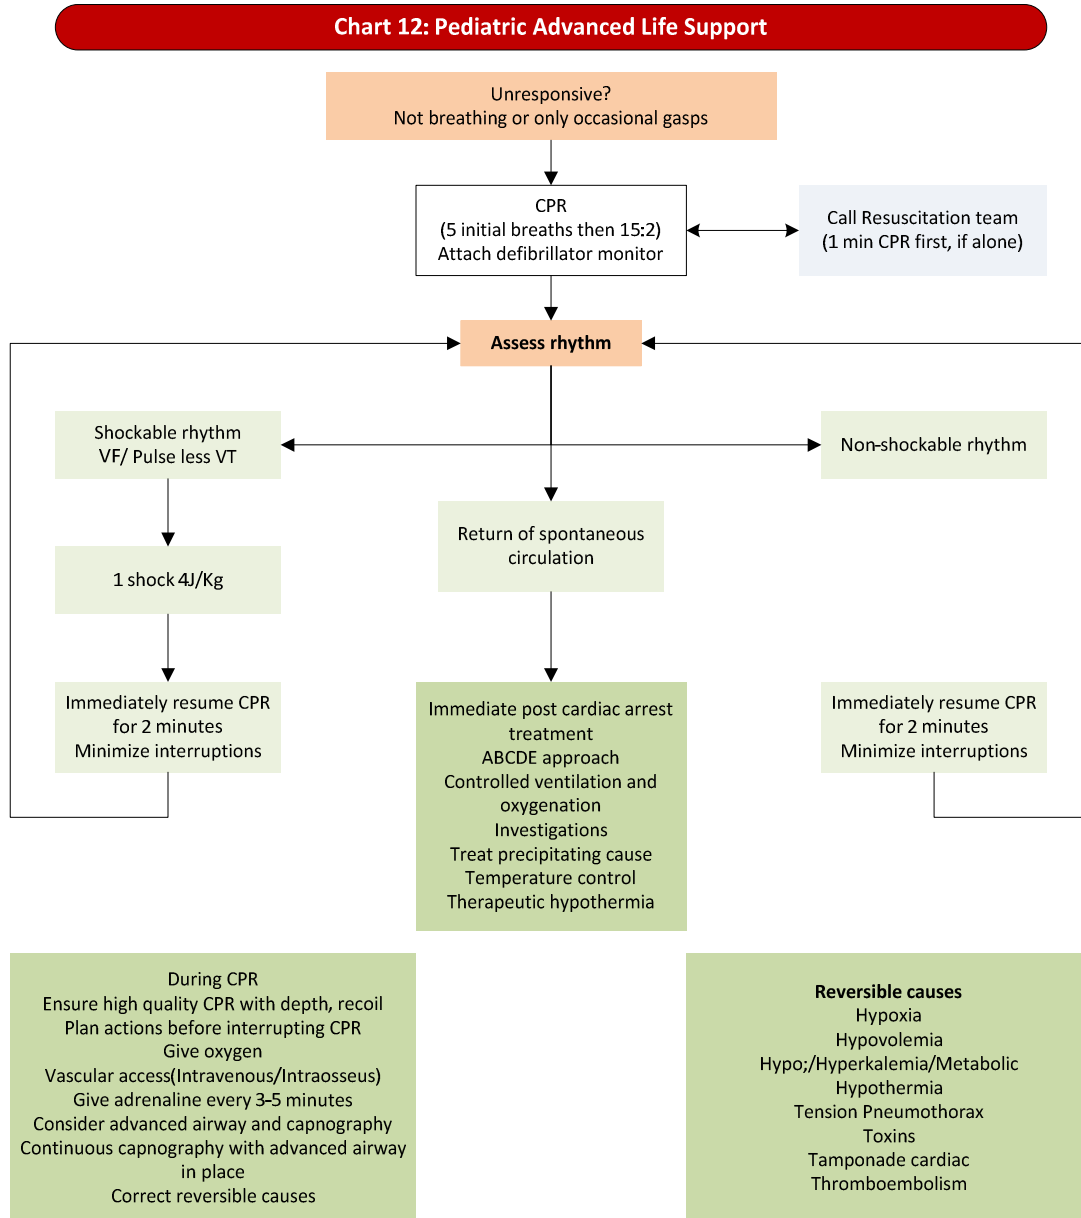 Chart 12: Pediatric Advanced Life Support
Unresponsive?
Not breathing or only occasional gasps
CPR
(5 initial breaths then 15:2)
Attach defibrillator monitor
Call Resuscitation team
(1 min CPR first, if alone)
Assess rhythm
Shockable rhythm
VF/ Pulse less VT
Non-shockable rhythm
Return of spontaneous
circulation
1 shock 4J/Kg
Immediately resume CPR
for 2 minutes
Minimize interruptions
Immediate post cardiac arrest
treatment
ABCDE approach
Controlled ventilation and
oxygenation
Investigations
Treat precipitating cause
Temperature control
Therapeutic hypothermia
Immediately resume CPR
for 2 minutes
Minimize interruptions
During CPR
Ensure high quality CPR with depth, recoil
Plan actions before interrupting CPR
Give oxygen
Vascular access(Intravenous/Intraosseus)
Give adrenaline every 3-5 minutes
Consider advanced airway and capnography
Continuous capnography with advanced airway
in place
Correct reversible causes
Reversible causes
Hypoxia
Hypovolemia
Hypo;/Hyperkalemia/Metabolic
Hypothermia
Tension Pneumothorax
Toxins
Tamponade cardiac
Thromboembolism